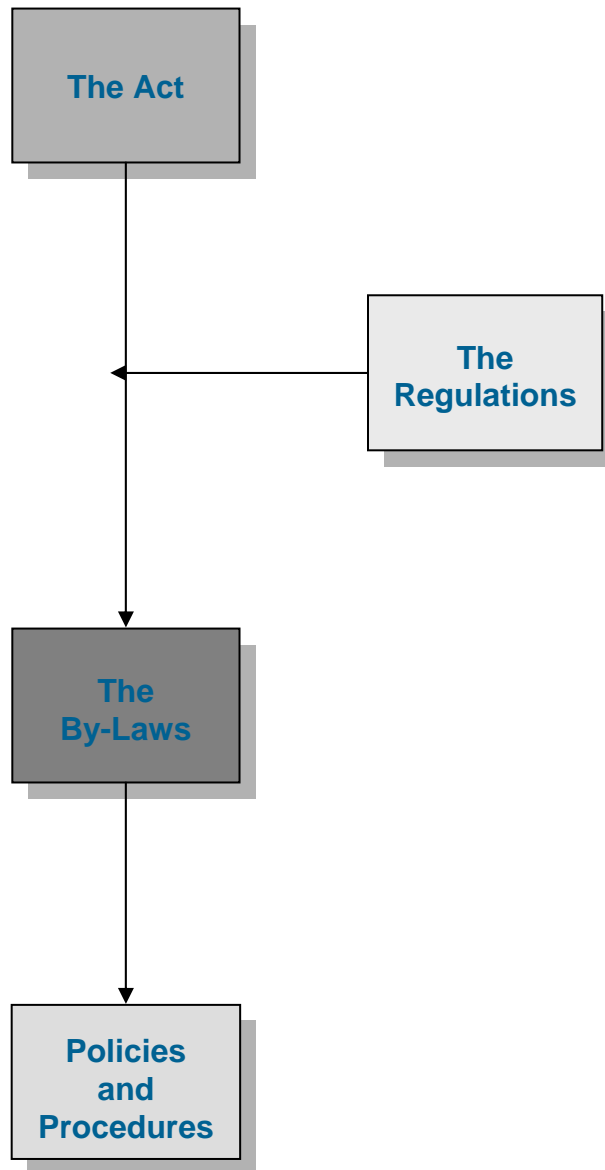 The Act
The
Regulations
The
By-Laws
Policies
and
Procedures